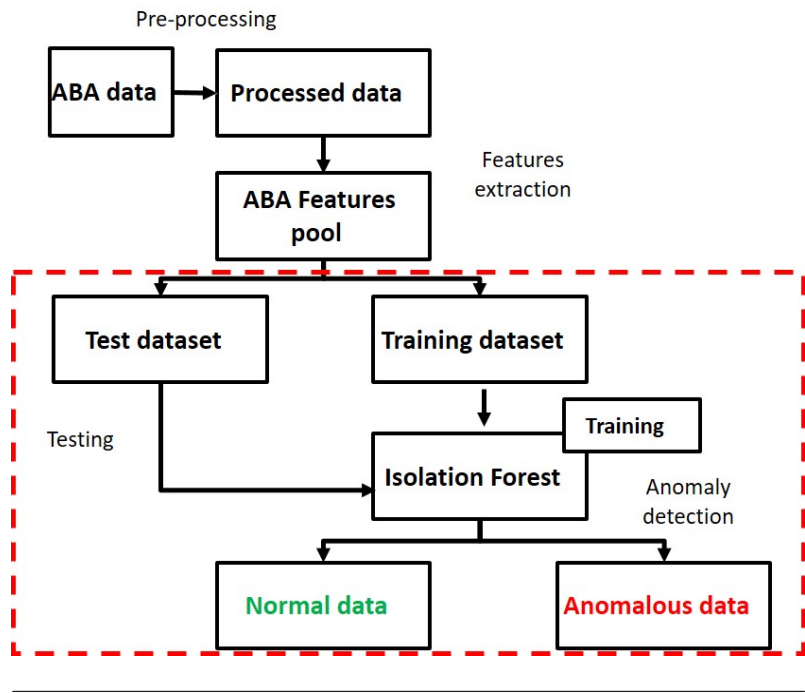 Pre-processing
ABA data
Processed data
Features
extraction
ABA Features
pool
Test dataset
Training dataset
Training
Testing
Isolation Forest
Anomaly
detection
Normal data
Anomalous data